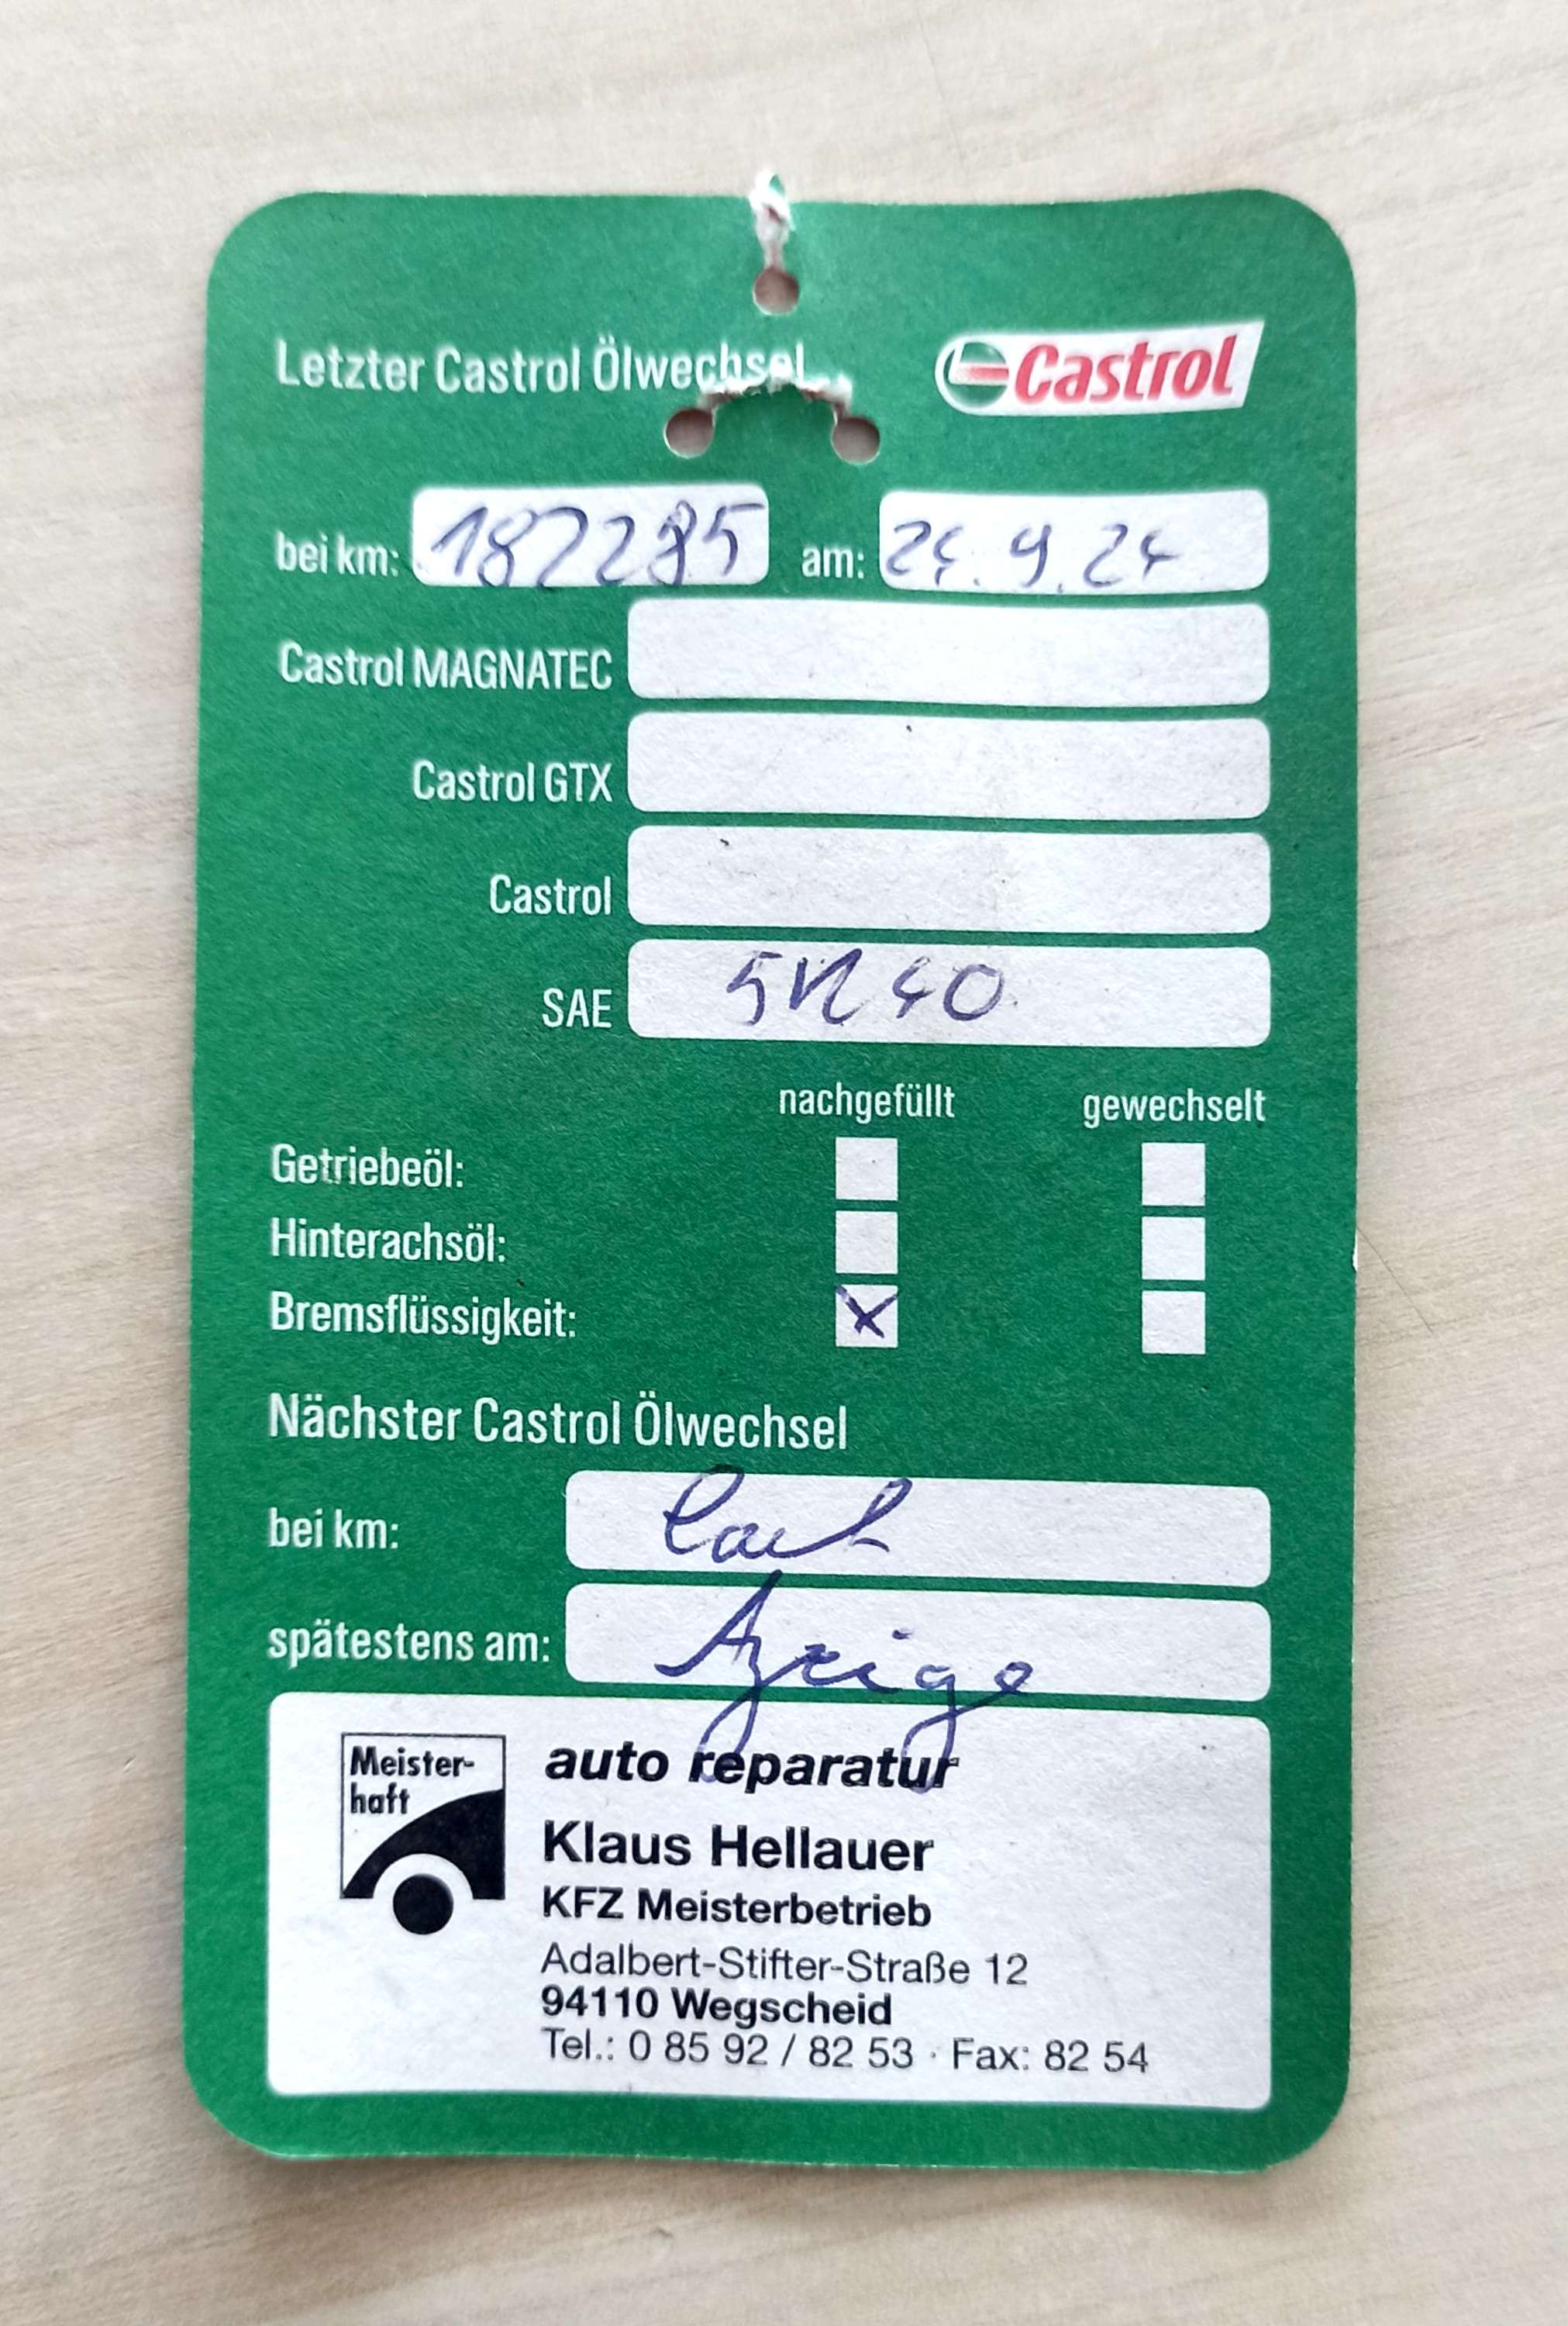 Letzter Castrol Ölwechsel Castrol
bei km: 182285 am: 24.9.24
Castrol MAGNATEC
Castrol GTX
Castrol
SAE 5W40
nachgefüllt gewechselt
Getriebeöl:
Hinterachsöl:
Bremsflüssigkeit: X
Nächster Castrol Ölwechsel
bei km: laut
spätestens am: Azeige
Meister-
haft
auto reparatur
Klaus Hellauer
KFZ Meisterbetrieb
Adalbert-Stifter-Straße 12
94110 Wegscheid
Tel.: 0 85 92 / 82 53 · Fax: 82 54